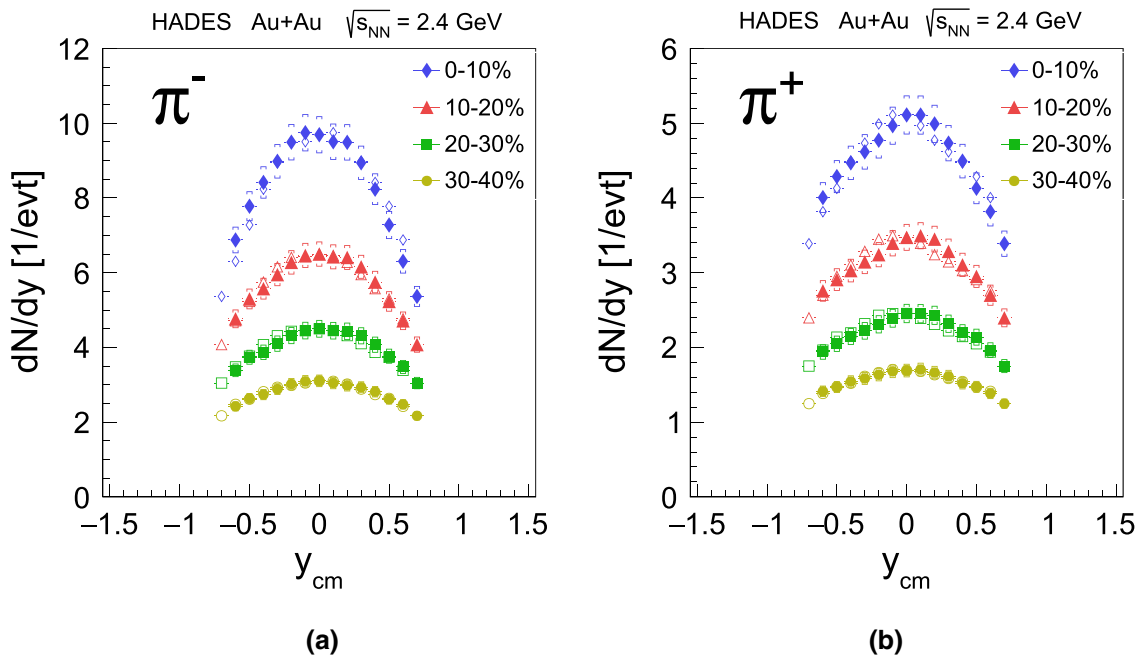 HADES Au+Au √sNN = 2.4 GeV
π-
0-10%
10-20%
20-30%
30-40%
dN/dy [1/evt]
12
10
8
6
4
2
0
−1.5 −1 −0.5 0 0.5 1 1.5
ycm
(a)
HADES Au+Au √sNN = 2.4 GeV
π+
0-10%
10-20%
20-30%
30-40%
dN/dy [1/evt]
6
5
4
3
2
1
0
−1.5 −1 −0.5 0 0.5 1 1.5
ycm
(b)